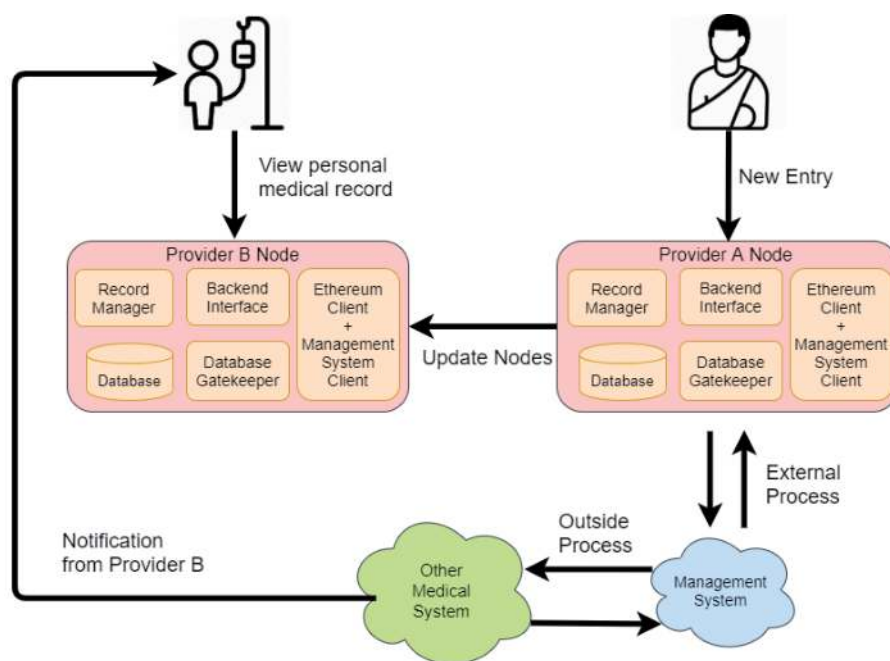 View personal
medical record
New Entry
Provider B Node
Record
Manager
Backend
Interface
Ethereum
Client
+
Management
System
Client
Database
Database
Gatekeeper
Update Nodes
Provider A Node
Record
Manager
Backend
Interface
Ethereum
Client
+
Management
System
Client
Database
Database
Gatekeeper
External
Process
Outside
Process
Notification
from Provider B
Other
Medical
System
Management
System